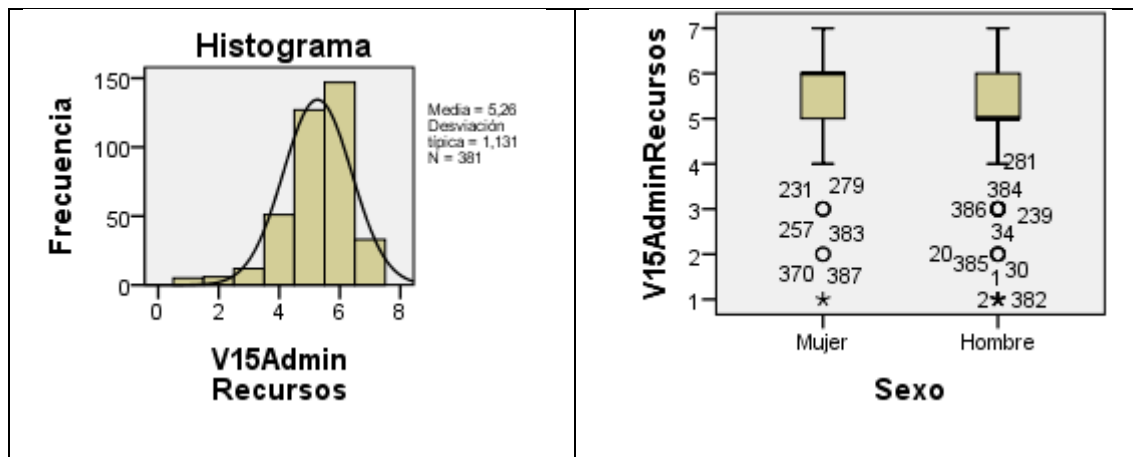 Histograma
Frecuencia
150
100
50
0
0 2 4 6 8
V15Admin
Recursos
Media = 5,26
Desviación
típica = 1,131
N = 381
V15AdminRecursos
7
6
5
4
3
2
1
231 279
257 383
370 387
281
384
386 239
34
20 385 30
1
2 382
Mujer Hombre
Sexo